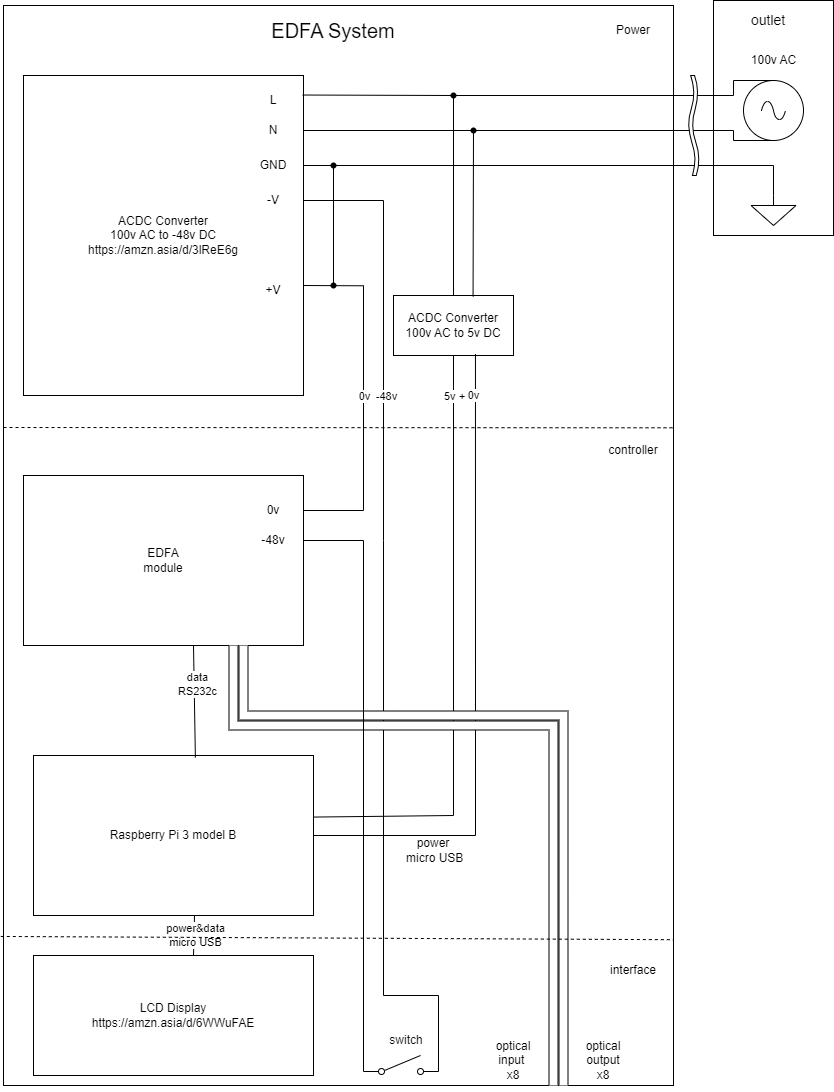 EDFA System
Power
outlet
100v AC
L
N
GND
-V
+V
ACDC Converter
100v AC to -48v DC
https://amzn.asia/d/3IReE6g
ACDC Converter
100v AC to 5v DC
0v
-48v
5v +
0v
controller
0v
-48v
EDFA
module
data
RS232c
Raspberry Pi 3 model B
power
micro USB
power&data
micro USB
interface
LCD Display
https://amzn.asia/d/6WWuFAE
switch
optical
input
x8
optical
output
x8